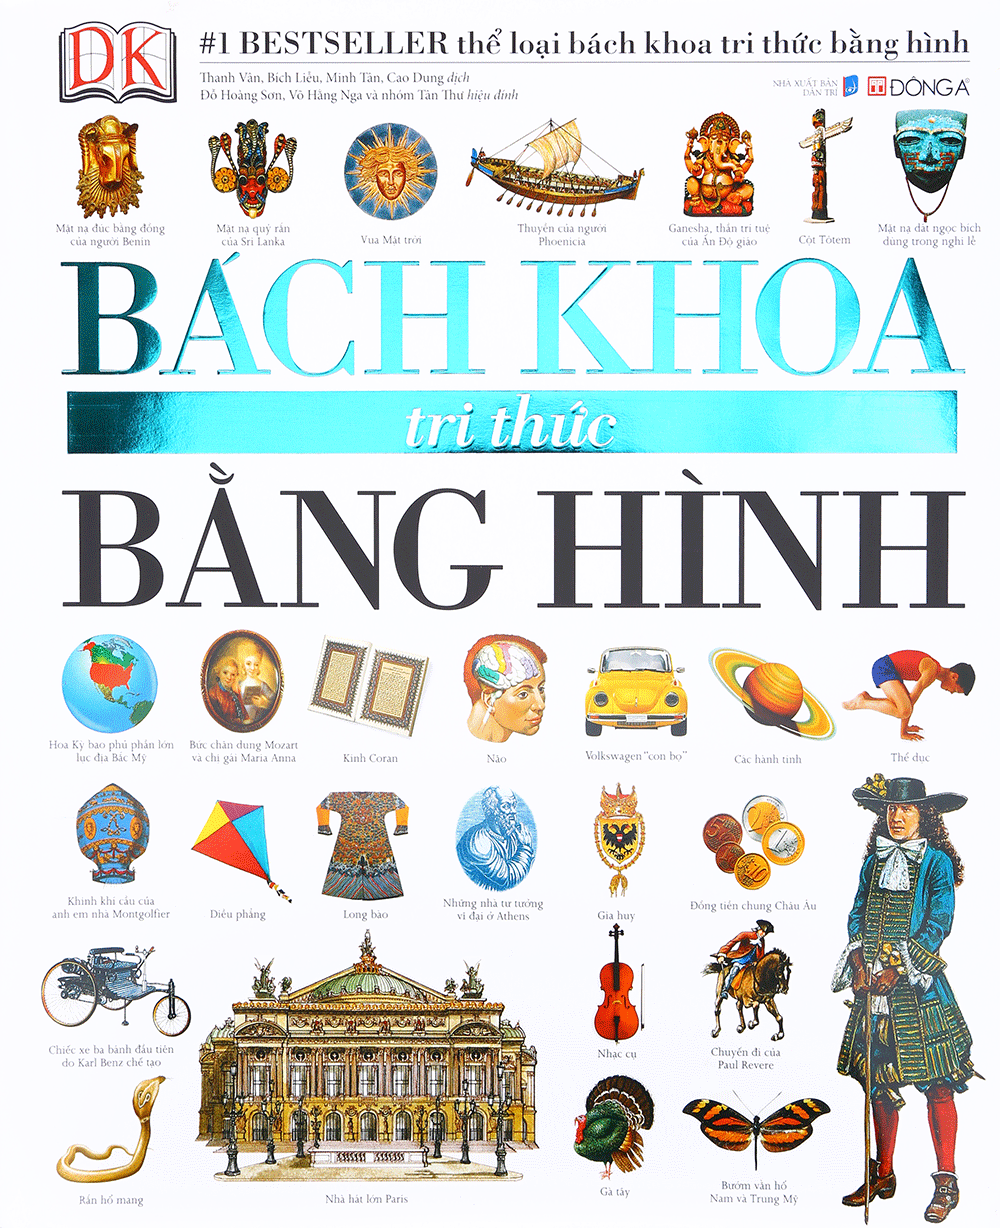 DK
#1 BESTSELLER thể loại bách khoa tri thức bằng hình
Thanh Vân, Bích Liễu, Minh Tân, Cao Dung dịch
Đỗ Hoàng Sơn, Võ Hằng Nga và nhóm Tân Thư hiệu đính
NHÀ XUẤT BẢN
DÂN TRÍ
ĐÔNG A®
Mặt nạ đúc bằng đồng
của người Benin
Mặt nạ quỷ rắn
của Sri Lanka
Vua Mặt trời
Thuyền của người
Phoenicia
Ganesha, thần trí tuệ
của Ấn Độ giáo
Cột Tôtem
Mặt nạ dát ngọc bích
dùng trong nghi lễ
BÁCH KHOA
tri thức
BẰNG HÌNH
Hoa Kỳ bao phủ phần lớn
lục địa Bắc Mỹ
Bức chân dung Mozart
và chị gái Maria Anna
Kinh Coran
Não
Volkswagen "con bọ"
Các hành tinh
Thể dục
Khinh khí cầu của
anh em nhà Montgolfier
Diều phẳng
Long bào
Những nhà tư tưởng
vĩ đại ở Athens
Gia huy
Đồng tiền chung Châu Âu
Chiếc xe ba bánh đầu tiên
do Karl Benz chế tạo
Nhạc cụ
Chuyến đi của
Paul Revere
Rắn hổ mang
Nhà hát lớn Paris
Gà tây
Bướm vằn hổ
Nam và Trung Mỹ